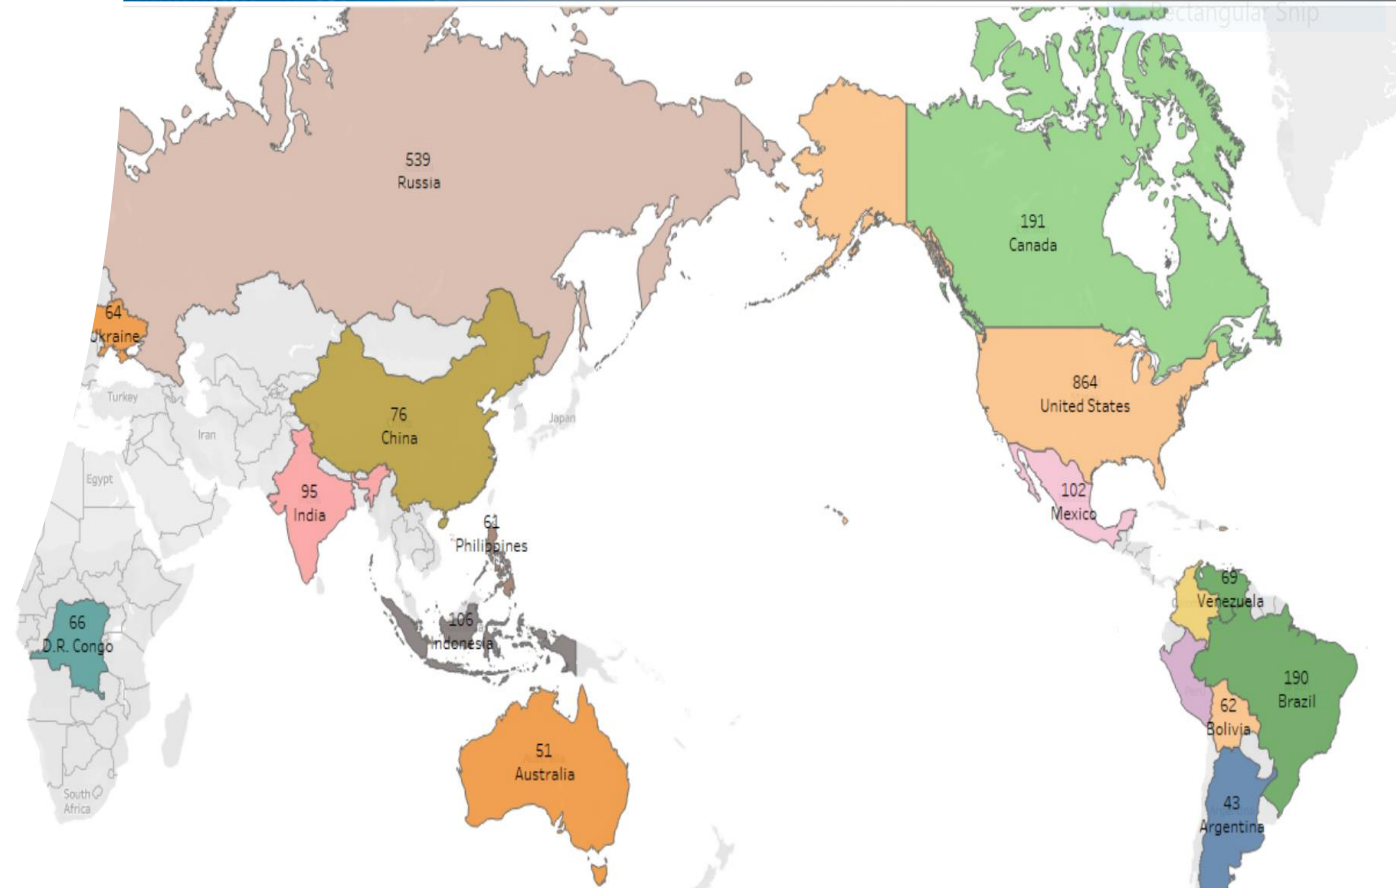 Rectangular Snip
539
Russia
191
Canada
64
Ukraine
864
United States
Turkey
76
China
Japan
Iran
Egypt
95
India
102
Mexico
61
Philippines
69
Venezuela
66
D.R. Congo
106
Indonesia
190
Brazil
62
Bolivia
51
Australia
South
Africa
43
Argentina